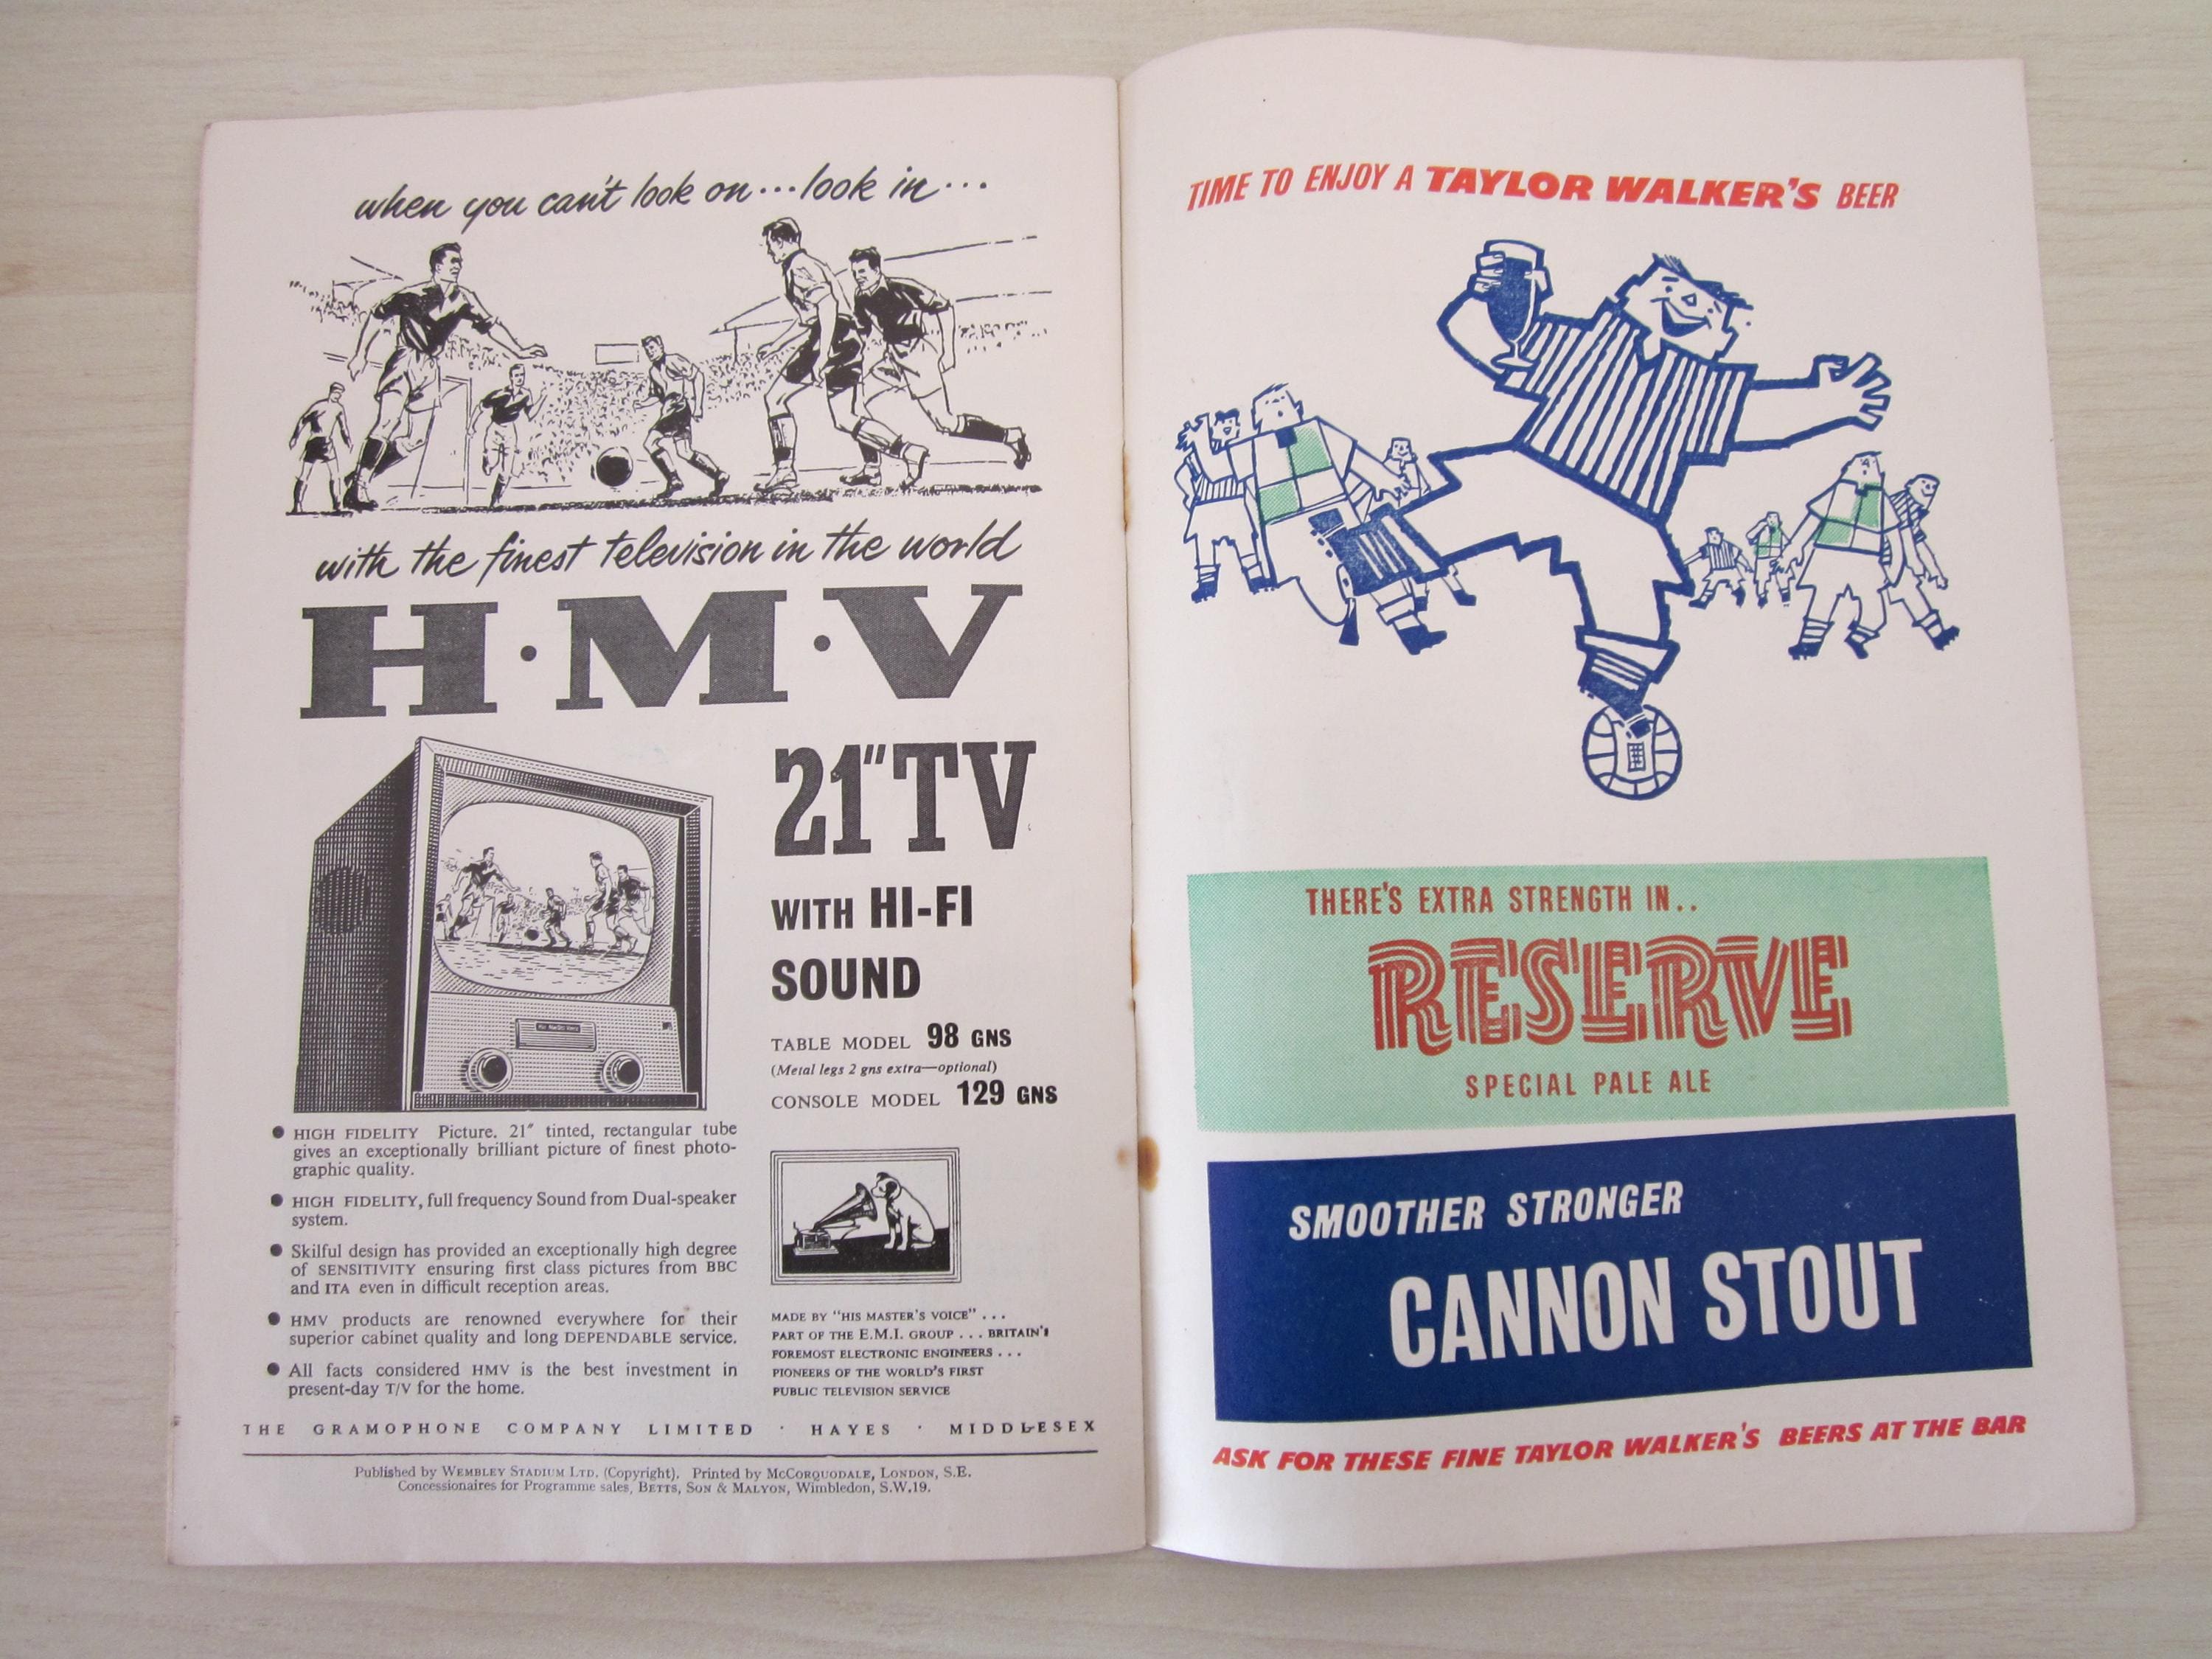 when you can't look on...look in...
with the finest television in the world
H·M·V
21" TV
WITH HI-FI
SOUND
TABLE MODEL 98 GNS
(Metal legs 2 gns extra—optional)
CONSOLE MODEL 129 GNS
● HIGH FIDELITY Picture. 21" tinted, rectangular tube
gives an exceptionally brilliant picture of finest photo-
graphic quality.
● HIGH FIDELITY, full frequency Sound from Dual-speaker
system.
● Skilful design has provided an exceptionally high degree
of SENSITIVITY ensuring first class pictures from BBC
and ITA even in difficult reception areas.
● HMV products are renowned everywhere for their
superior cabinet quality and long DEPENDABLE service.
● All facts considered HMV is the best investment in
present-day T/V for the home.
MADE BY "HIS MASTER'S VOICE" ...
PART OF THE E.M.I. GROUP ... BRITAIN'S
FOREMOST ELECTRONIC ENGINEERS ...
PIONEERS OF THE WORLD'S FIRST
PUBLIC TELEVISION SERVICE
THE GRAMOPHONE COMPANY LIMITED · HAYES · MIDDLESEX
Published by WEMBLEY STADIUM LTD. (Copyright). Printed by MCCORQUODALE, LONDON, S.E.
Concessionaires for Programme sales, BETTS, SON & MALYON, Wimbledon, S.W.19.
TIME TO ENJOY A TAYLOR WALKER'S BEER
THERE'S EXTRA STRENGTH IN..
RESERVE
SPECIAL PALE ALE
SMOOTHER STRONGER
CANNON STOUT
ASK FOR THESE FINE TAYLOR WALKER'S BEERS AT THE BAR